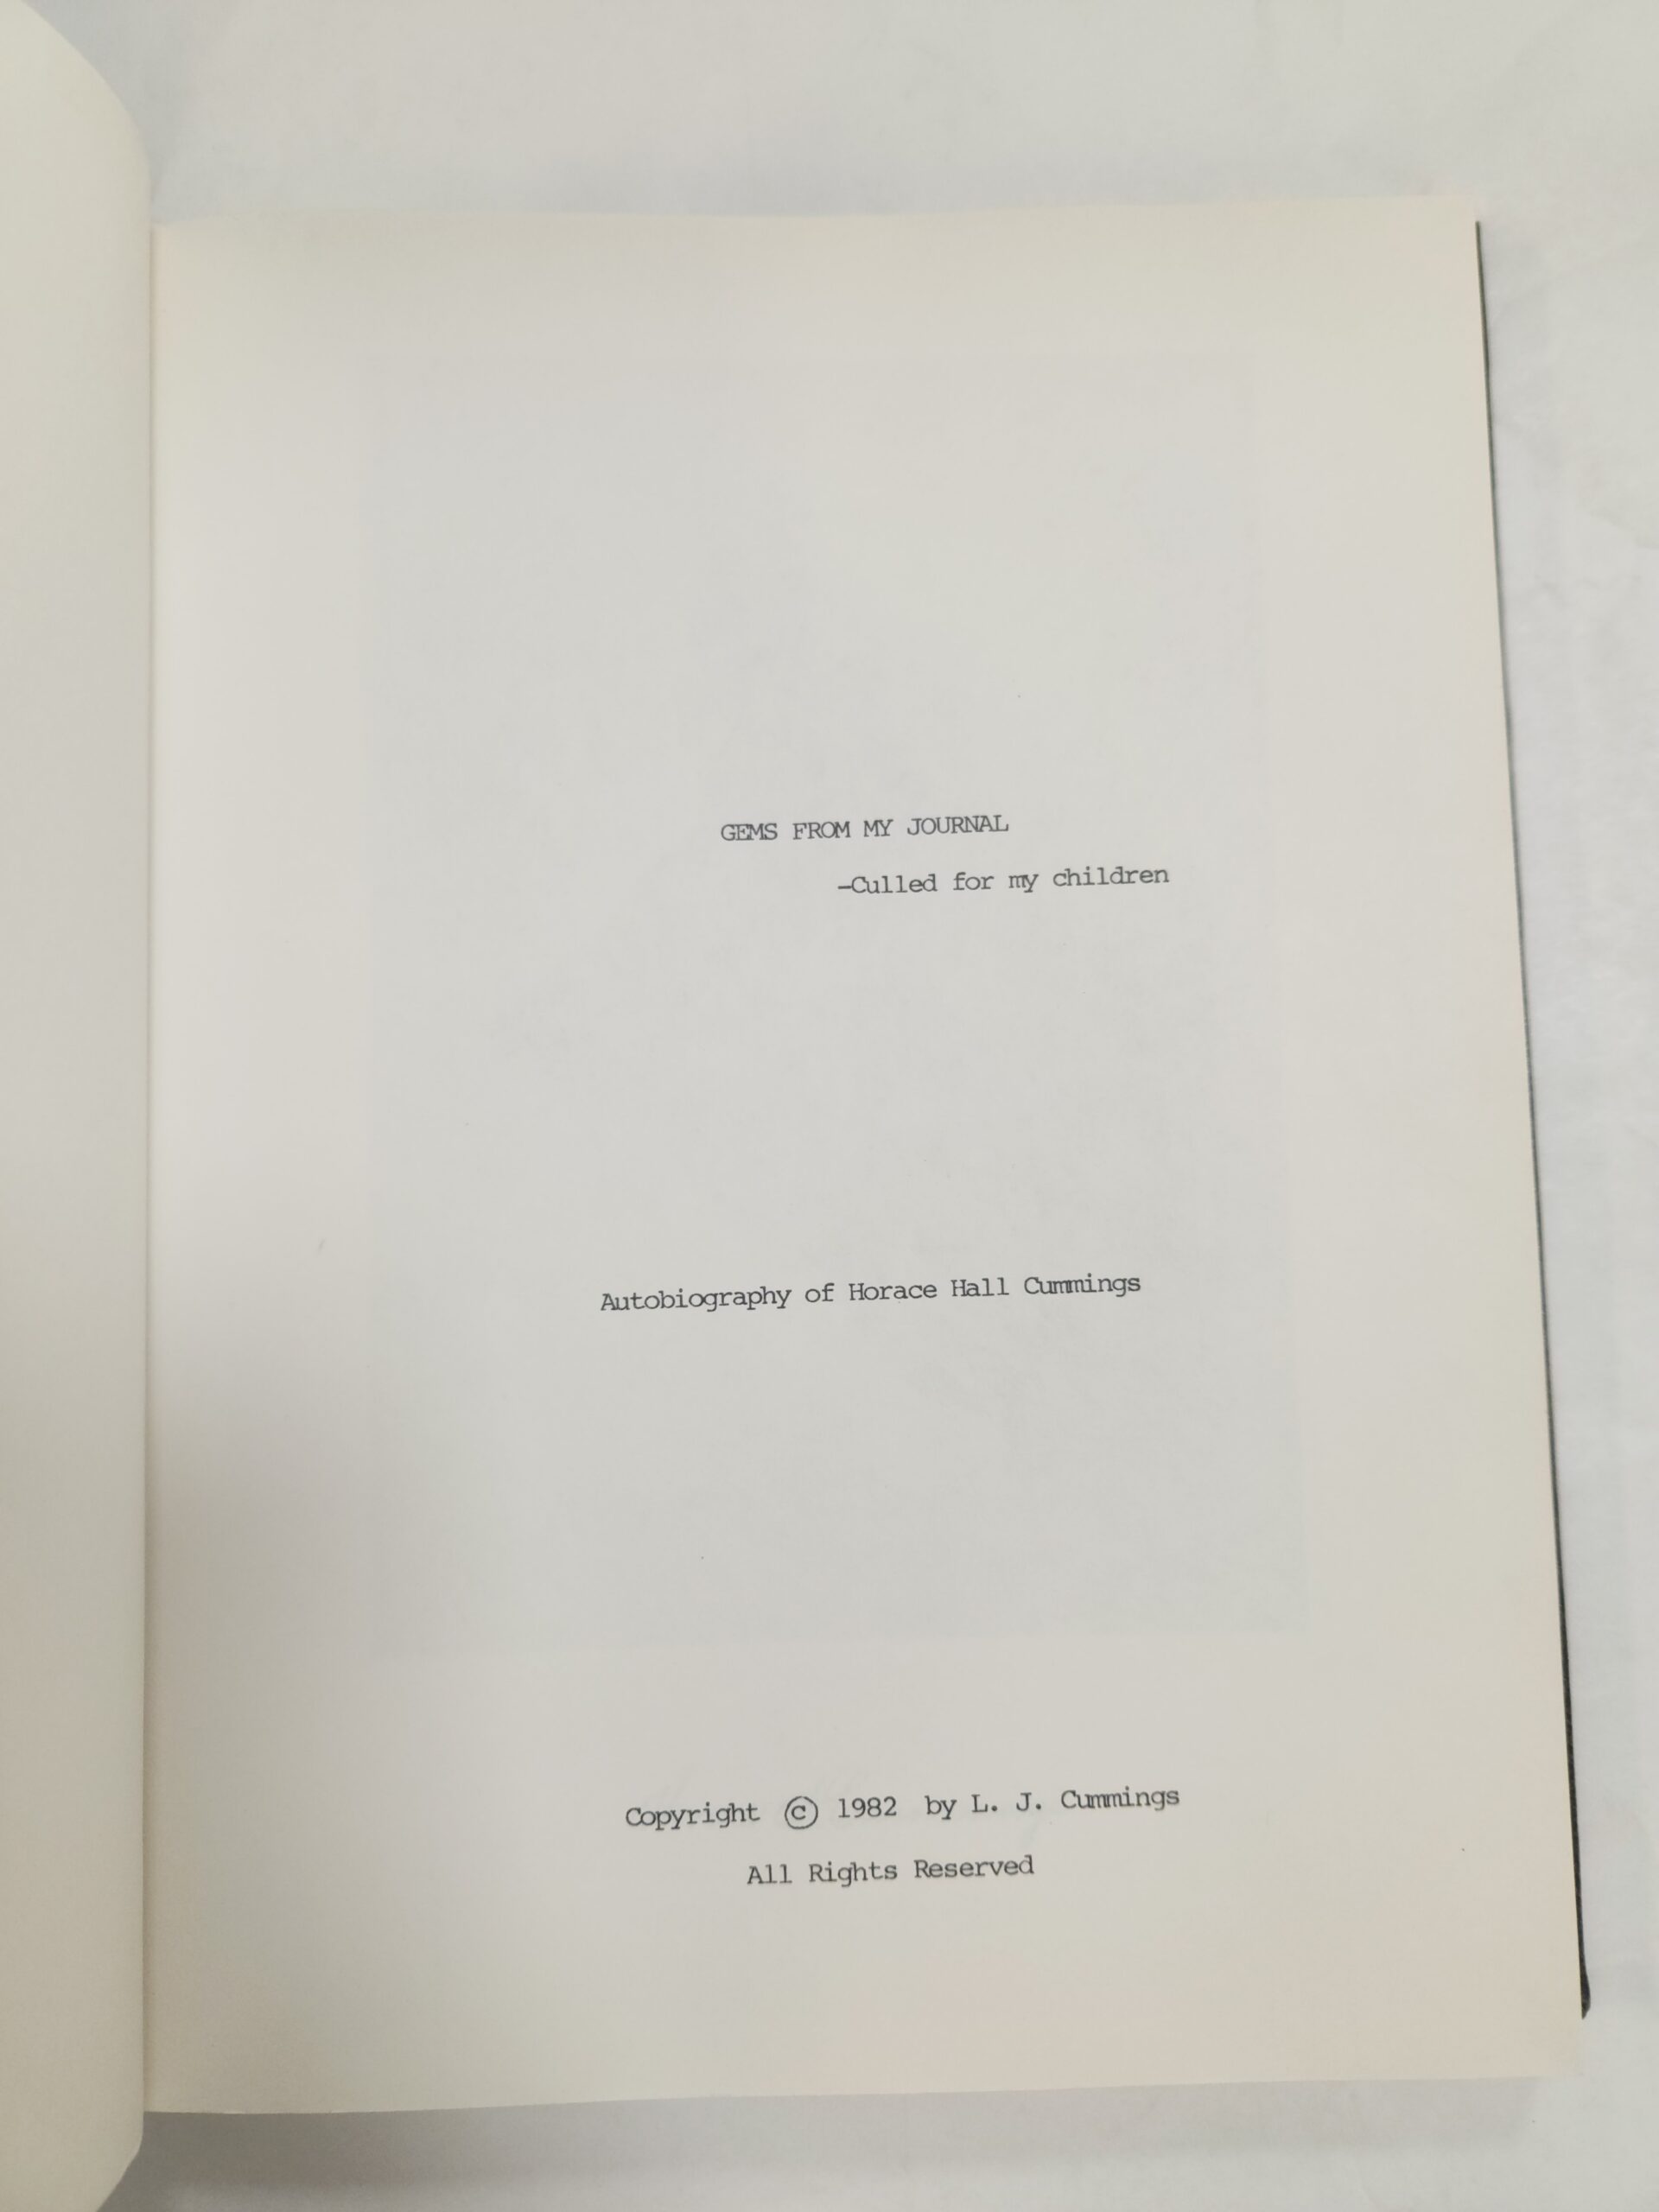 GEMS FROM MY JOURNAL
—Culled for my children
Autobiography of Horace Hall Cummings
Copyright © 1982 by L. J. Cummings
All Rights Reserved